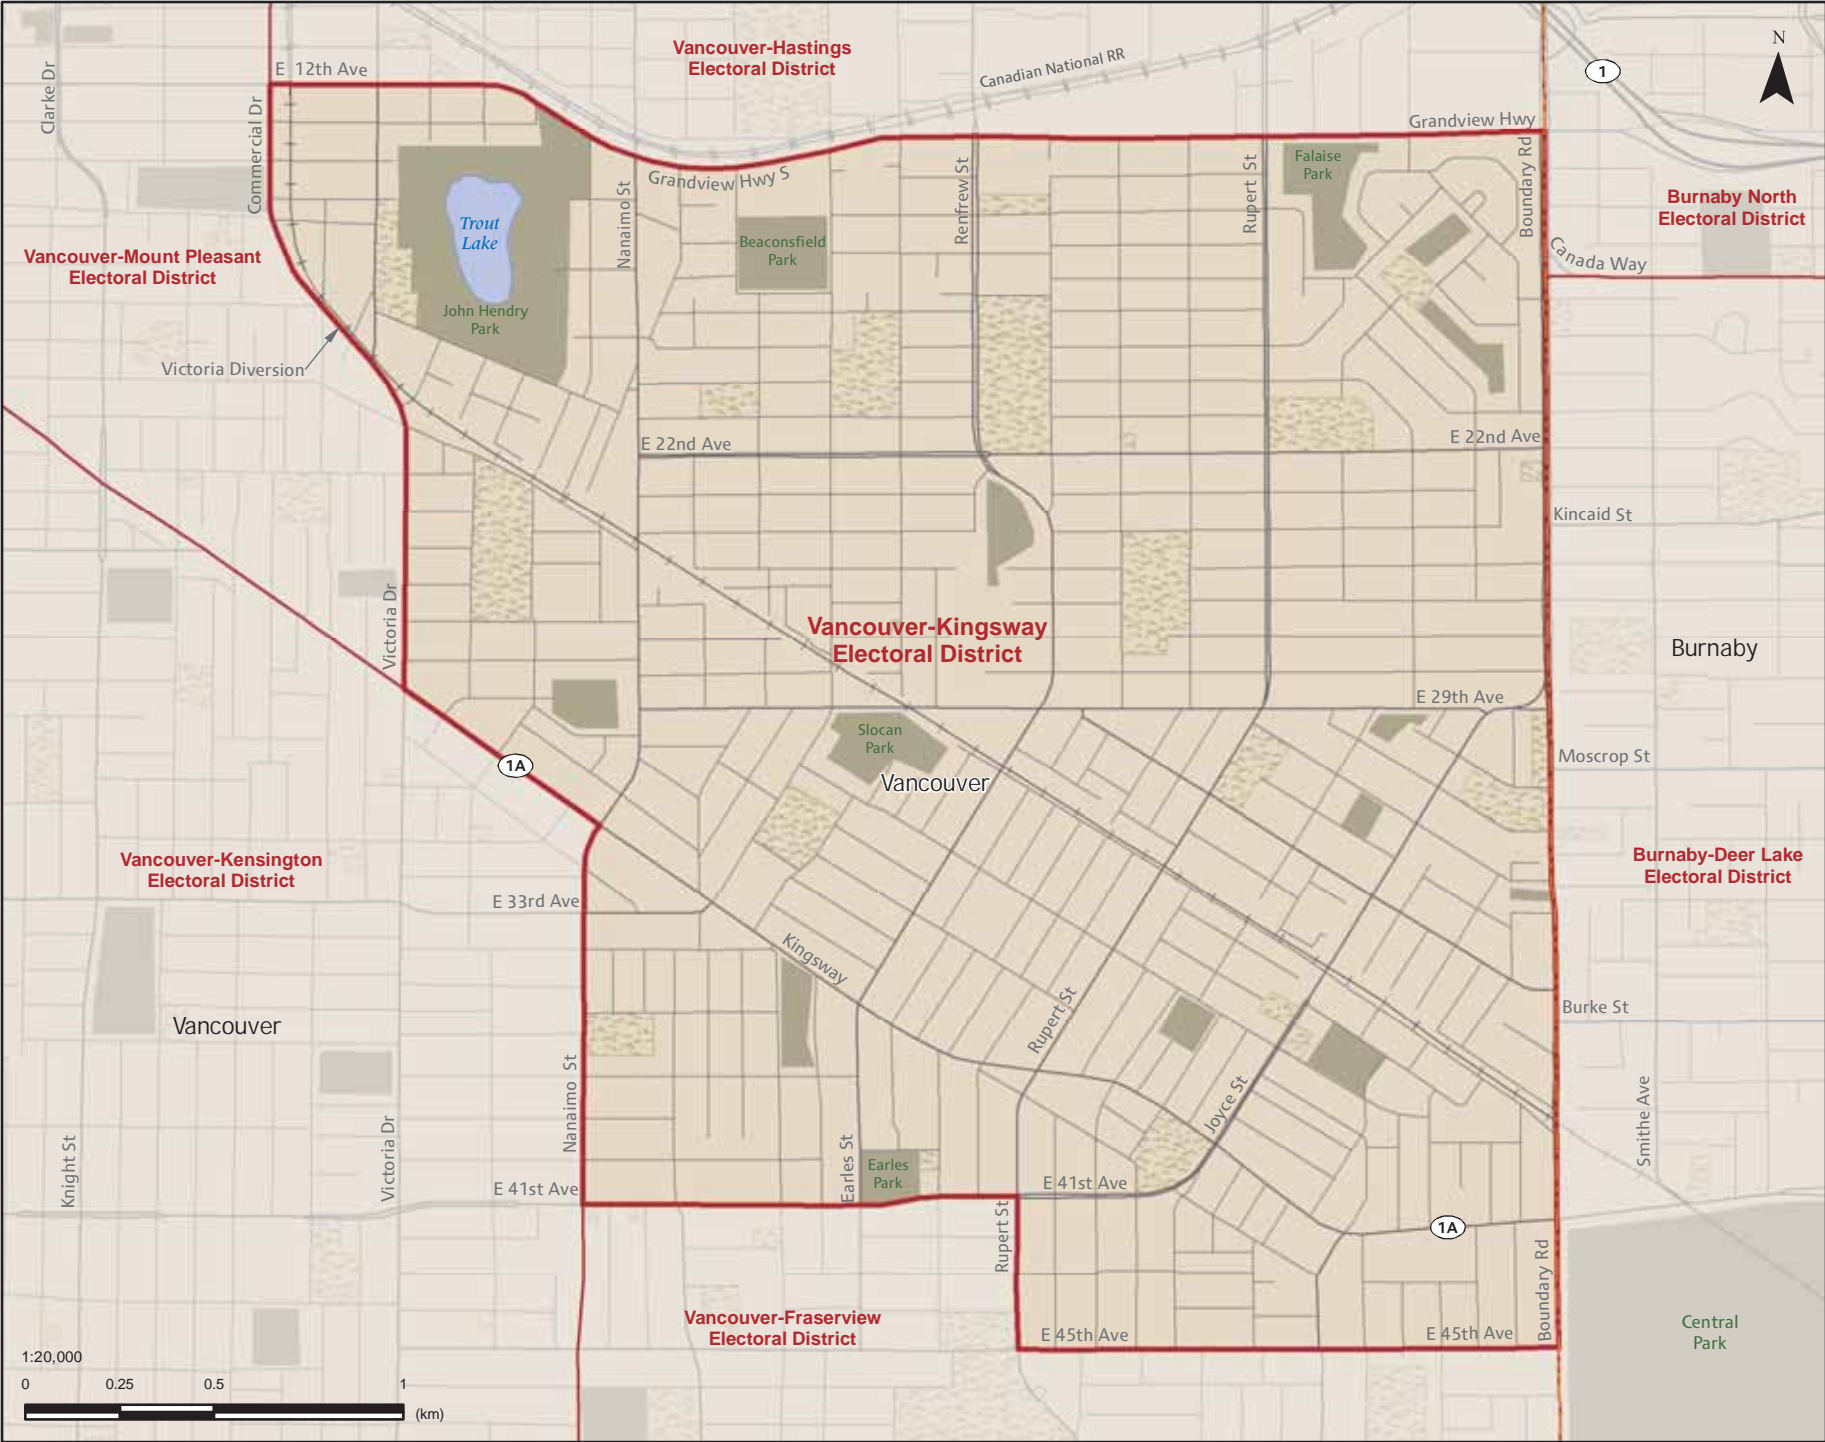 Vancouver-Hastings
Electoral District
N
E 12th Ave
Canadian National RR
1
Clarke Dr
Commercial Dr
Grandview Hwy
Grandview Hwy S
Nanaimo St
Renfrew St
Rupert St
Falaise
Park
Boundary Rd
Burnaby North
Electoral District
Trout
Lake
Beaconsfield
Park
Canada Way
Vancouver-Mount Pleasant
Electoral District
John Hendry
Park
Victoria Diversion
E 22nd Ave
E 22nd Ave
Kincaid St
Victoria Dr
Vancouver-Kingsway
Electoral District
Burnaby
E 29th Ave
Slocan
Park
Vancouver
Moscrop St
1A
Vancouver-Kensington
Electoral District
Burnaby-Deer Lake
Electoral District
E 33rd Ave
Kingsway
Rupert St
Burke St
Vancouver
Nanaimo St
Joyce St
Smithe Ave
Knight St
Victoria Dr
Earles St
Earles
Park
E 41st Ave
E 41st Ave
Rupert St
1A
Boundary Rd
Vancouver-Fraserview
Electoral District
E 45th Ave
E 45th Ave
Central
Park
1:20,000
0 0.25 0.5 1
(km)